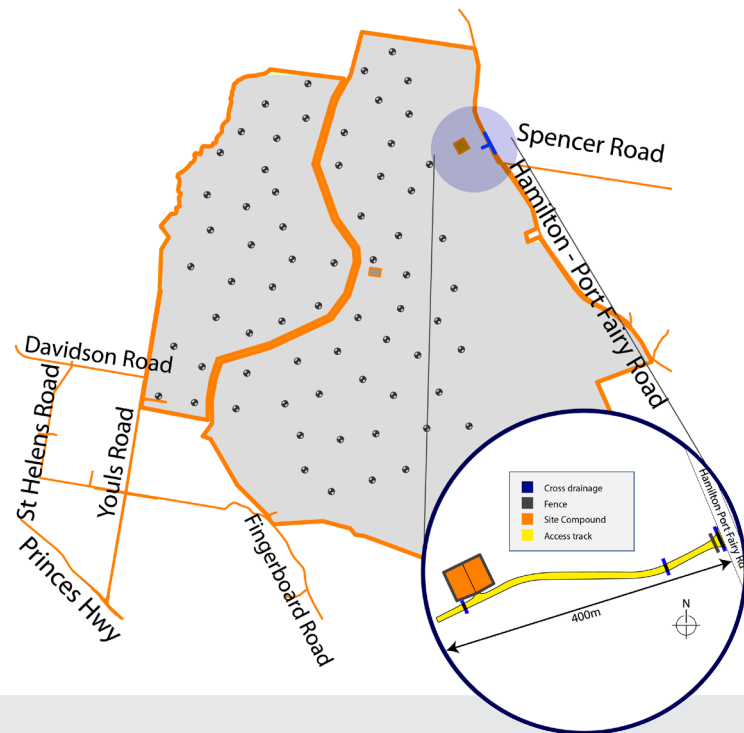 Spencer Road
Hamilton - Port Fairy Road
Davidson Road
St Helens Road
Youls Road
Princes Hwy
Fingerboard Road
Cross drainage
Fence
Site Compound
Access track
Hamilton Port Fairy Rd
400m
N